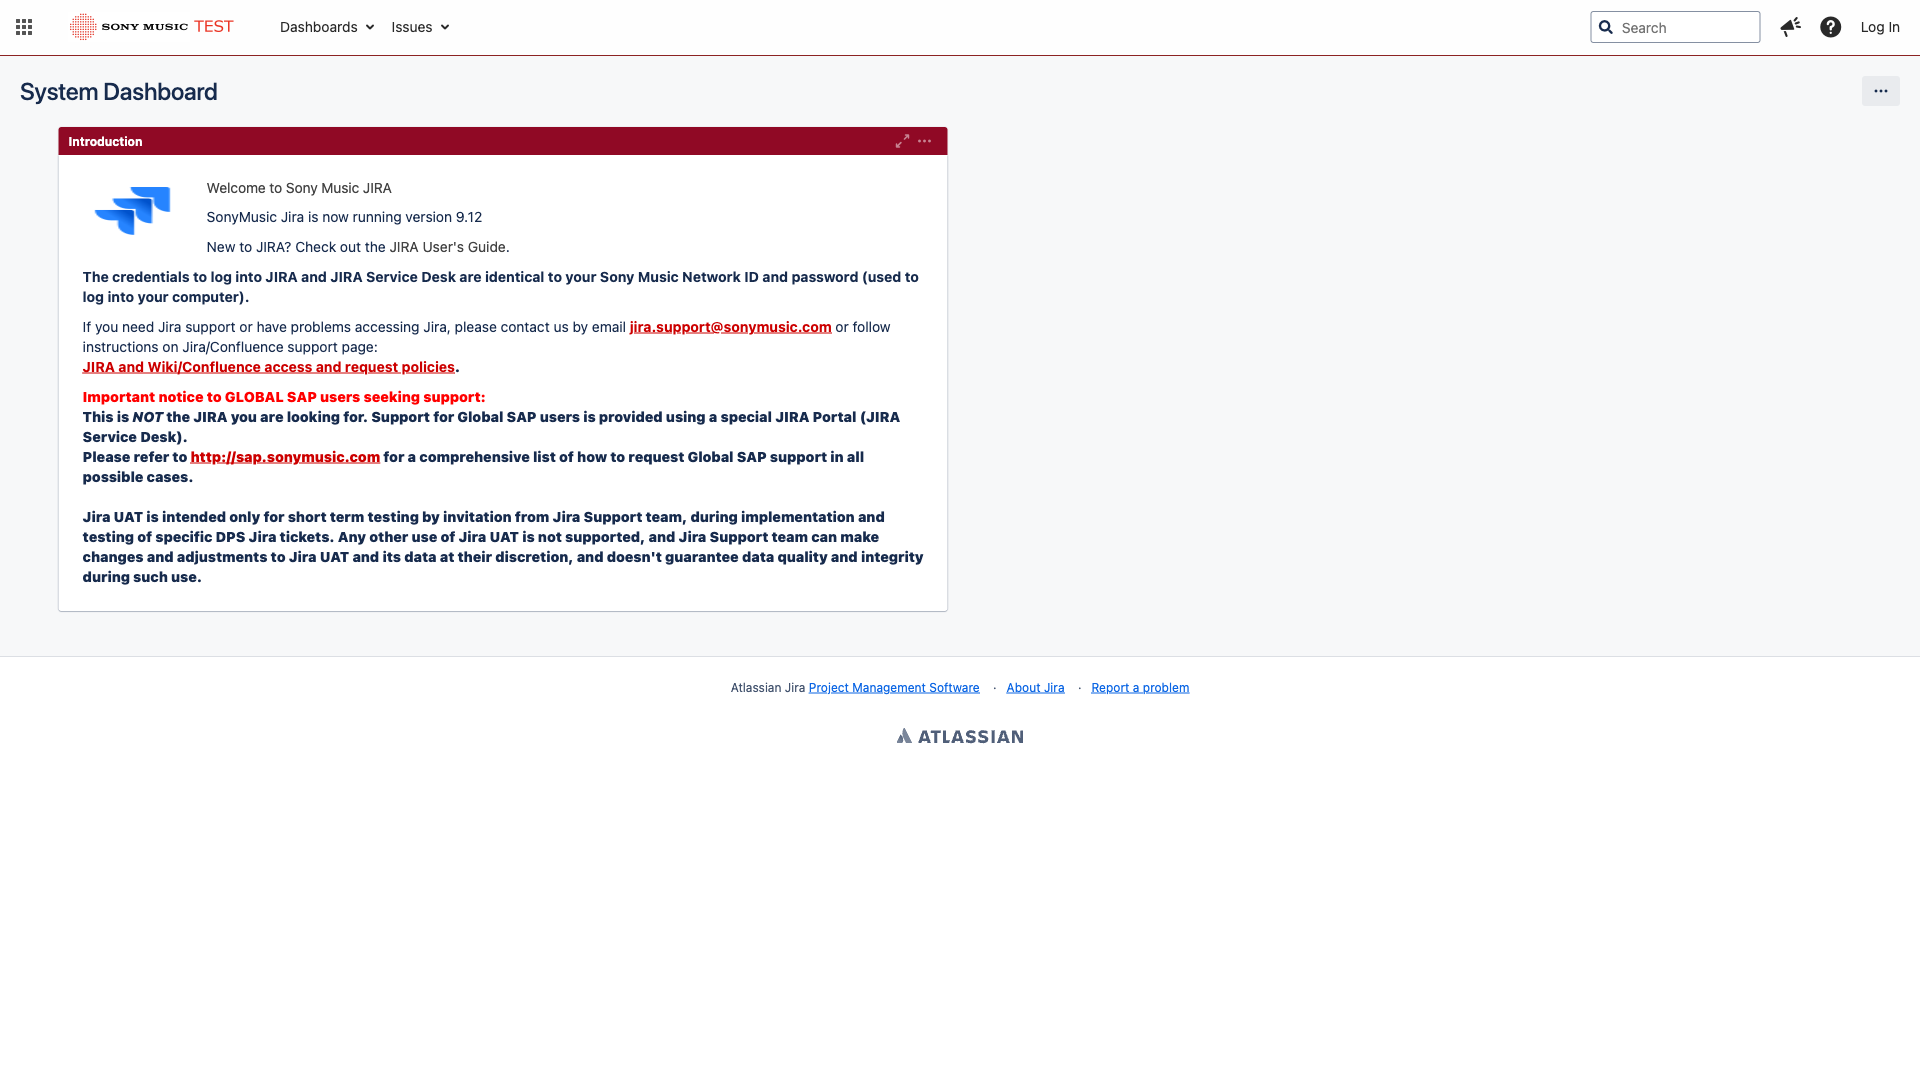 SONY MUSIC TEST
Dashboards
Issues
Search
Log In
System Dashboard
Introduction
Welcome to Sony Music JIRA
SonyMusic Jira is now running version 9.12
New to JIRA? Check out the JIRA User's Guide.
The credentials to log into JIRA and JIRA Service Desk are identical to your Sony Music Network ID and password (used to
log into your computer).
If you need Jira support or have problems accessing Jira, please contact us by email jira.support@sonymusic.com or follow
instructions on Jira/Confluence support page:
JIRA and Wiki/Confluence access and request policies.
Important notice to GLOBAL SAP users seeking support:
This is NOT the JIRA you are looking for. Support for Global SAP users is provided using a special JIRA Portal (JIRA
Service Desk).
Please refer to http://sap.sonymusic.com for a comprehensive list of how to request Global SAP support in all
possible cases.
Jira UAT is intended only for short term testing by invitation from Jira Support team, during implementation and
testing of specific DPS Jira tickets. Any other use of Jira UAT is not supported, and Jira Support team can make
changes and adjustments to Jira UAT and its data at their discretion, and doesn't guarantee data quality and integrity
during such use.
Atlassian Jira Project Management Software · About Jira · Report a problem
ATLASSIAN